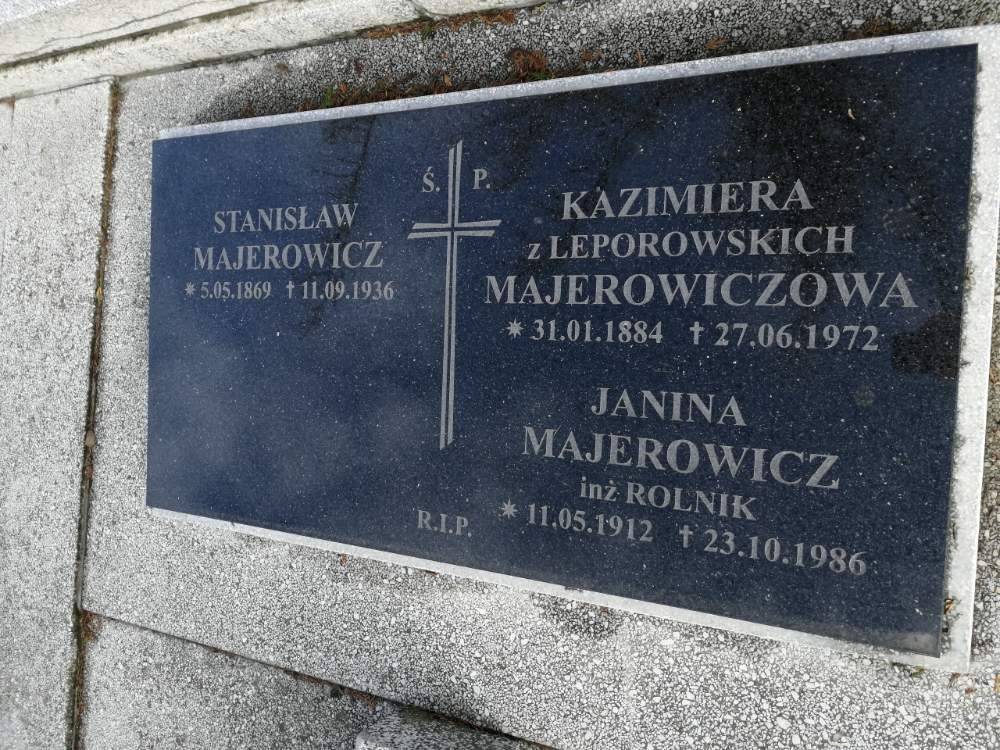 Ś. P.
STANISŁAW
MAJEROWICZ
* 5.05.1869 † 11.09.1936
KAZIMIERA
z LEPOROWSKICH
MAJEROWICZOWA
* 31.01.1884 † 27.06.1972
JANINA
MAJEROWICZ
inż ROLNIK
* 11.05.1912 † 23.10.1986
R.I.P.